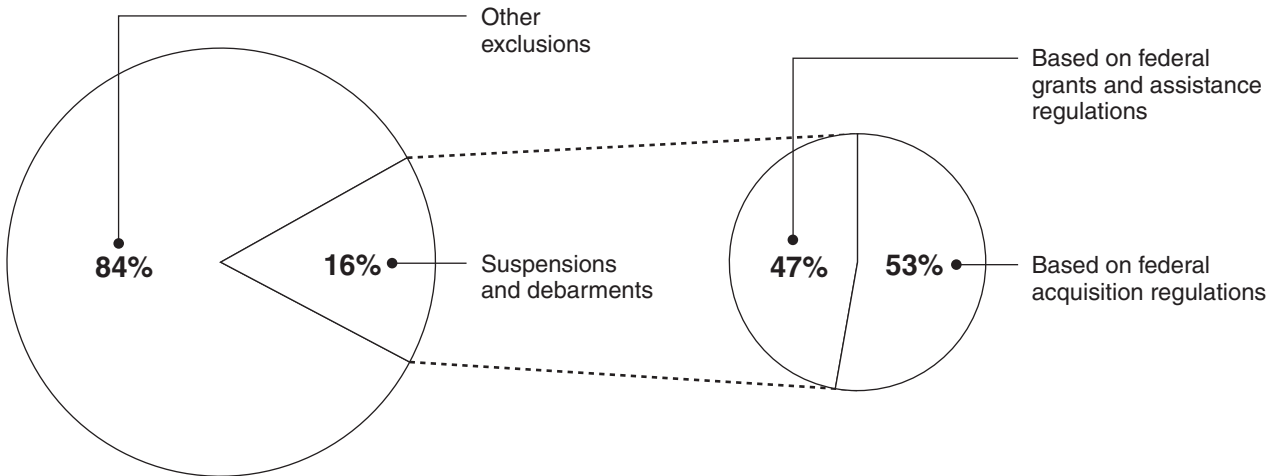 Other
exclusions
84%
16%
Suspensions
and debarments
Based on federal
grants and assistance
regulations
47%
53%
Based on federal
acquisition regulations